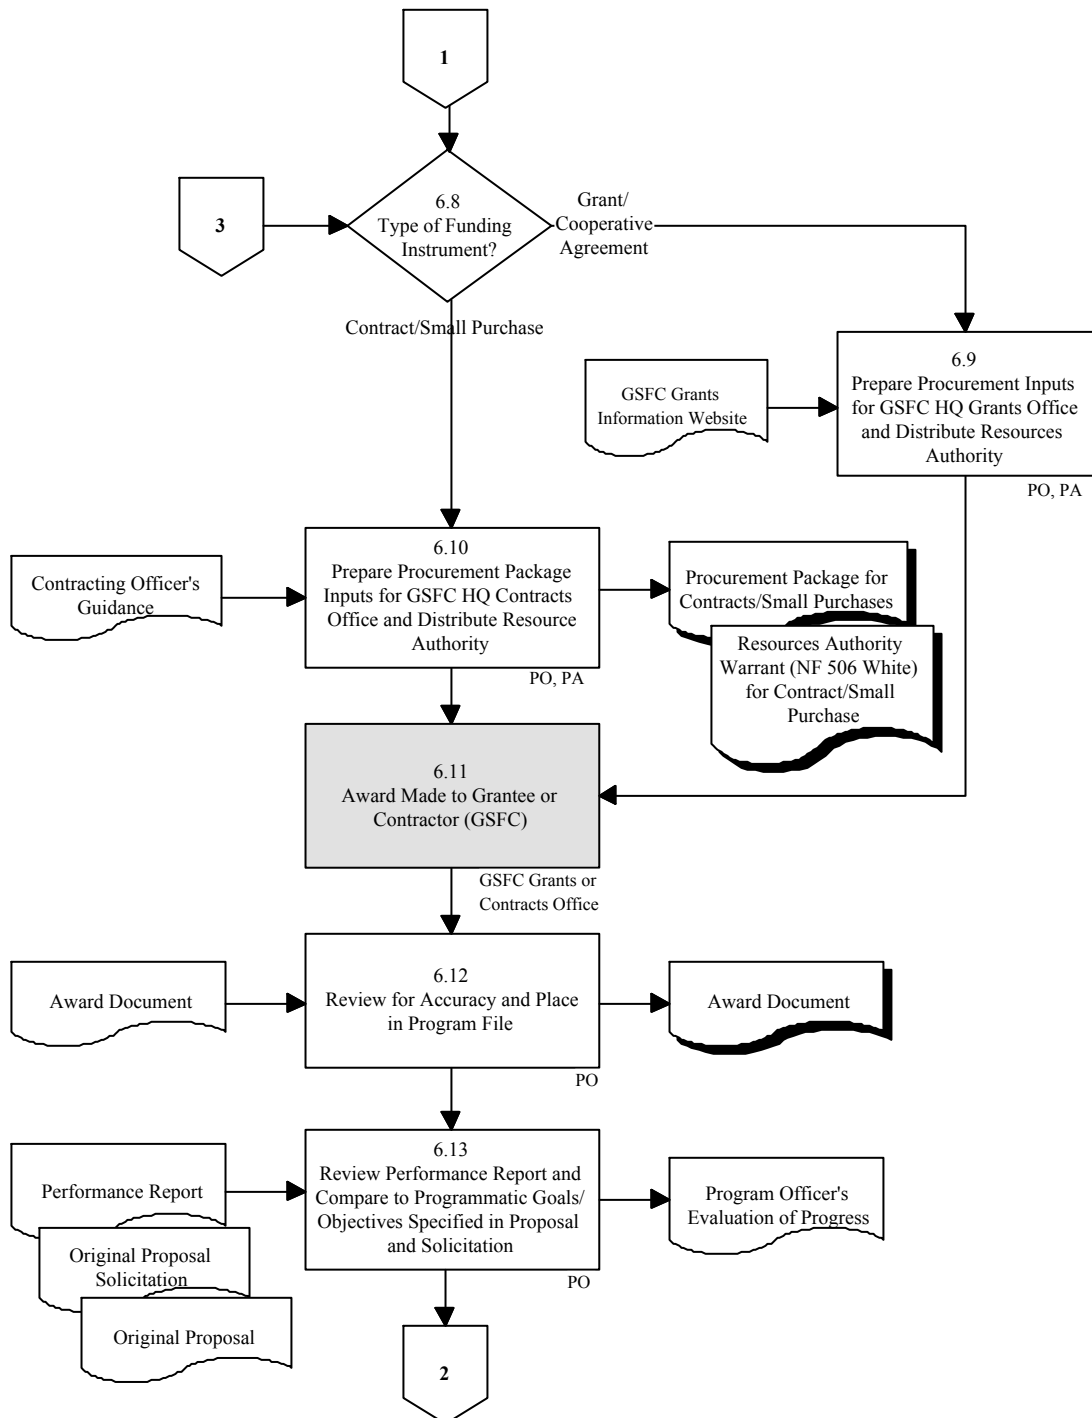 1
3
6.8
Type of Funding
Instrument?
Grant/
Cooperative
Agreement
Contract/Small Purchase
GSFC Grants
Information Website
6.9
Prepare Procurement Inputs
for GSFC HQ Grants Office
and Distribute Resources
Authority
PO, PA
Contracting Officer's
Guidance
6.10
Prepare Procurement Package
Inputs for GSFC HQ Contracts
Office and Distribute Resource
Authority
PO, PA
Procurement Package for
Contracts/Small Purchases
Resources Authority
Warrant (NF 506 White)
for Contract/Small
Purchase
6.11
Award Made to Grantee or
Contractor (GSFC)
GSFC Grants or
Contracts Office
Award Document
6.12
Review for Accuracy and Place
in Program File
PO
Award Document
Performance Report
Original Proposal
Solicitation
Original Proposal
6.13
Review Performance Report and
Compare to Programmatic Goals/
Objectives Specified in Proposal
and Solicitation
PO
Program Officer's
Evaluation of Progress
2